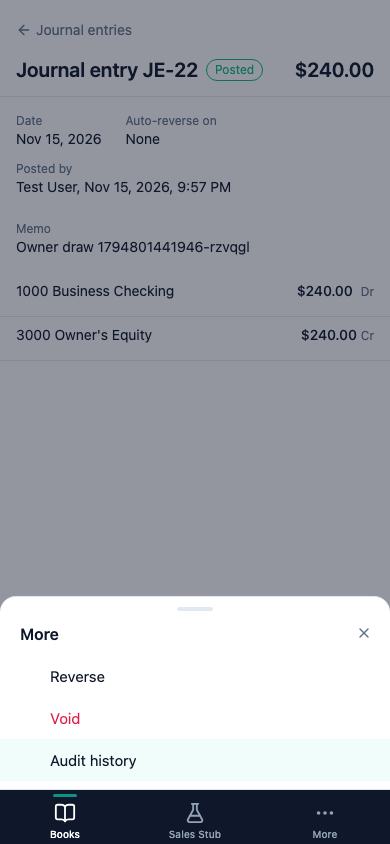 Journal entries
Journal entry JE-22 Posted $240.00
Date Auto-reverse on
Nov 15, 2026 None
Posted by
Test User, Nov 15, 2026, 9:57 PM
Memo
Owner draw 1794801441946-rzvqgl
1000 Business Checking $240.00 Dr
3000 Owner's Equity $240.00 Cr
More
Reverse
Void
Audit history
Books Sales Stub More